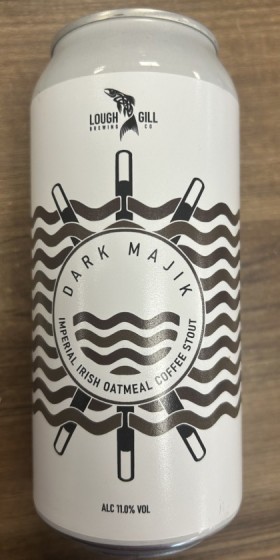 LOUGH GILL
BREWING CO
DARK MAJIK
IMPERIAL IRISH OATMEAL COFFEE STOUT
ALC 11.0% VOL